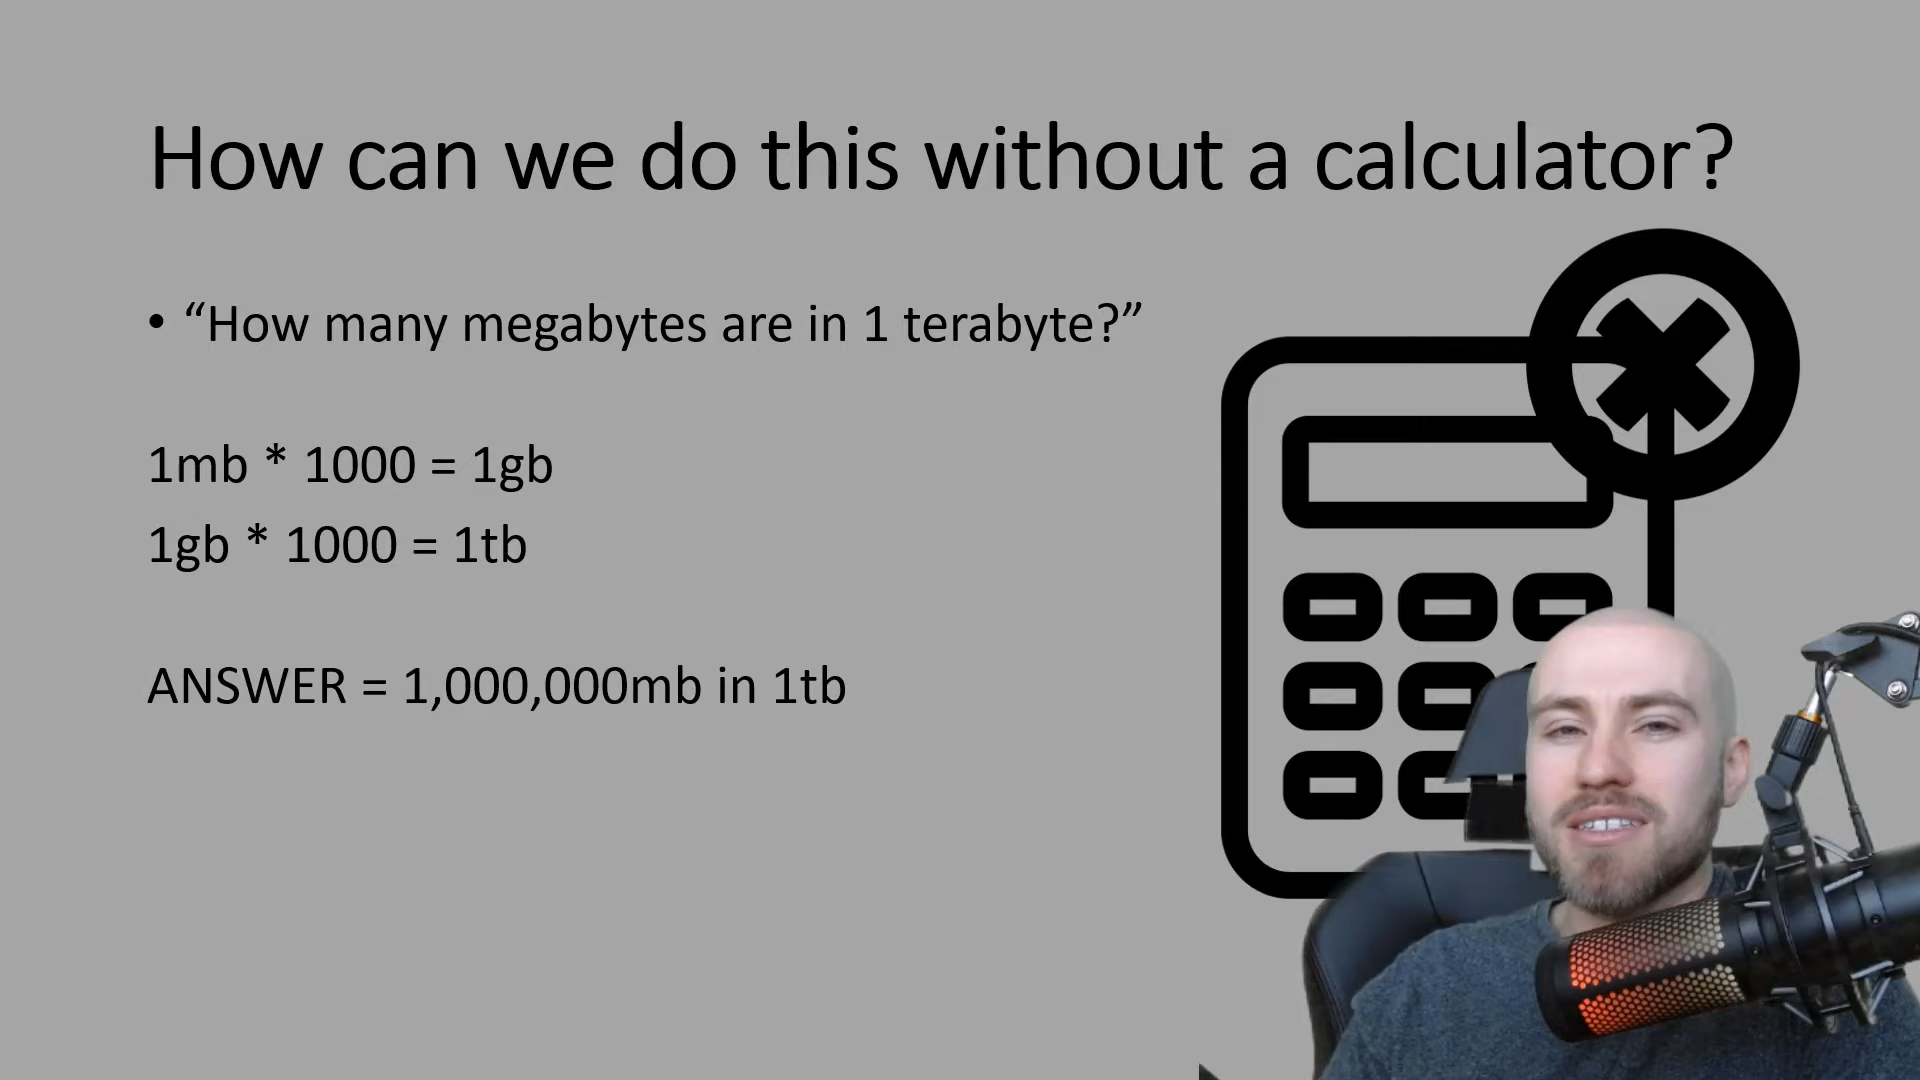 How can we do this without a calculator?
• “How many megabytes are in 1 terabyte?”
1mb * 1000 = 1gb
1gb * 1000 = 1tb
ANSWER = 1,000,000mb in 1tb